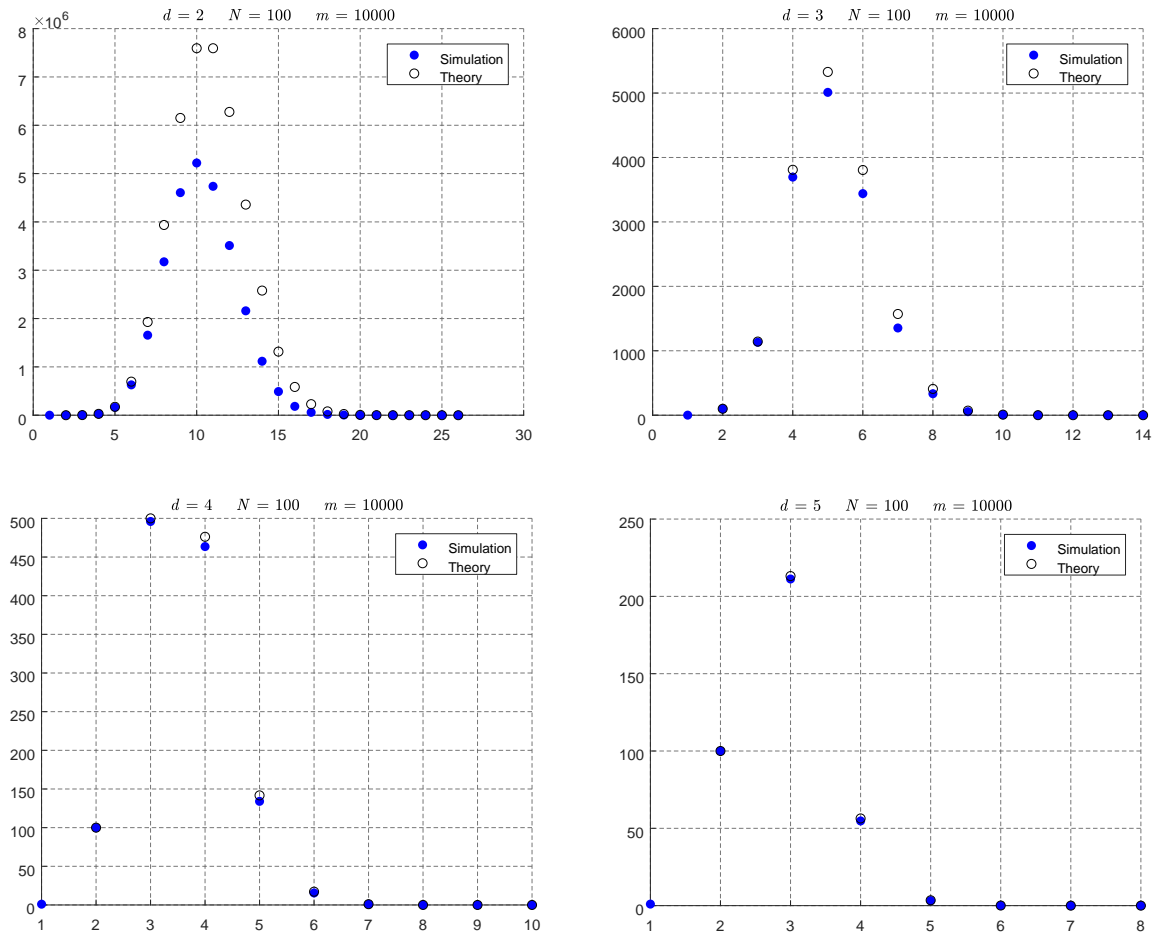 d = 2 N = 100 m = 10000
×10^6
8
7
6
5
4
3
2
1
0
0 5 10 15 20 25 30
Simulation
Theory
d = 3 N = 100 m = 10000
6000
5000
4000
3000
2000
1000
0
0 2 4 6 8 10 12 14
Simulation
Theory
d = 4 N = 100 m = 10000
500
450
400
350
300
250
200
150
100
50
0
1 2 3 4 5 6 7 8 9 10
Simulation
Theory
d = 5 N = 100 m = 10000
250
200
150
100
50
0
1 2 3 4 5 6 7 8
Simulation
Theory